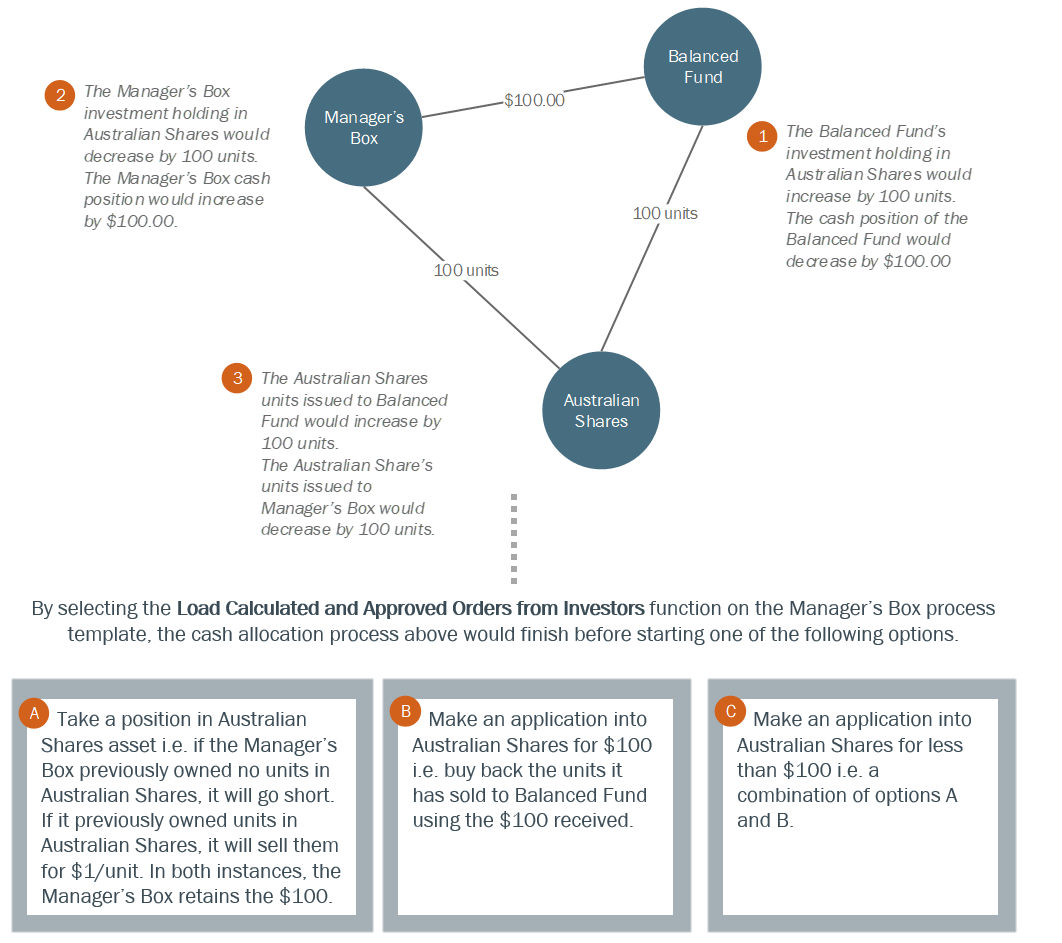 Balanced
Fund
Manager's
Box
$100.00
2
The Manager's Box
investment holding in
Australian Shares would
decrease by 100 units.
The Manager's Box cash
position would increase
by $100.00.
1
The Balanced Fund's
investment holding in
Australian Shares would
increase by 100 units.
The cash position of the
Balanced Fund would
decrease by $100.00
100 units
100 units
3
The Australian Shares
units issued to Balanced
Fund would increase by
100 units.
The Australian Share's
units issued to
Manager's Box would
decrease by 100 units.
Australian
Shares
By selecting the Load Calculated and Approved Orders from Investors function on the Manager's Box process
template, the cash allocation process above would finish before starting one of the following options.
A
Take a position in Australian
Shares asset i.e. if the Manager's
Box previously owned no units in
Australian Shares, it will go short.
If it previously owned units in
Australian Shares, it will sell them
for $1/unit. In both instances, the
Manager's Box retains the $100.
B
Make an application into
Australian Shares for $100
i.e. buy back the units it
has sold to Balanced Fund
using the $100 received.
C
Make an application into
Australian Shares for less
than $100 i.e. a
combination of options A
and B.